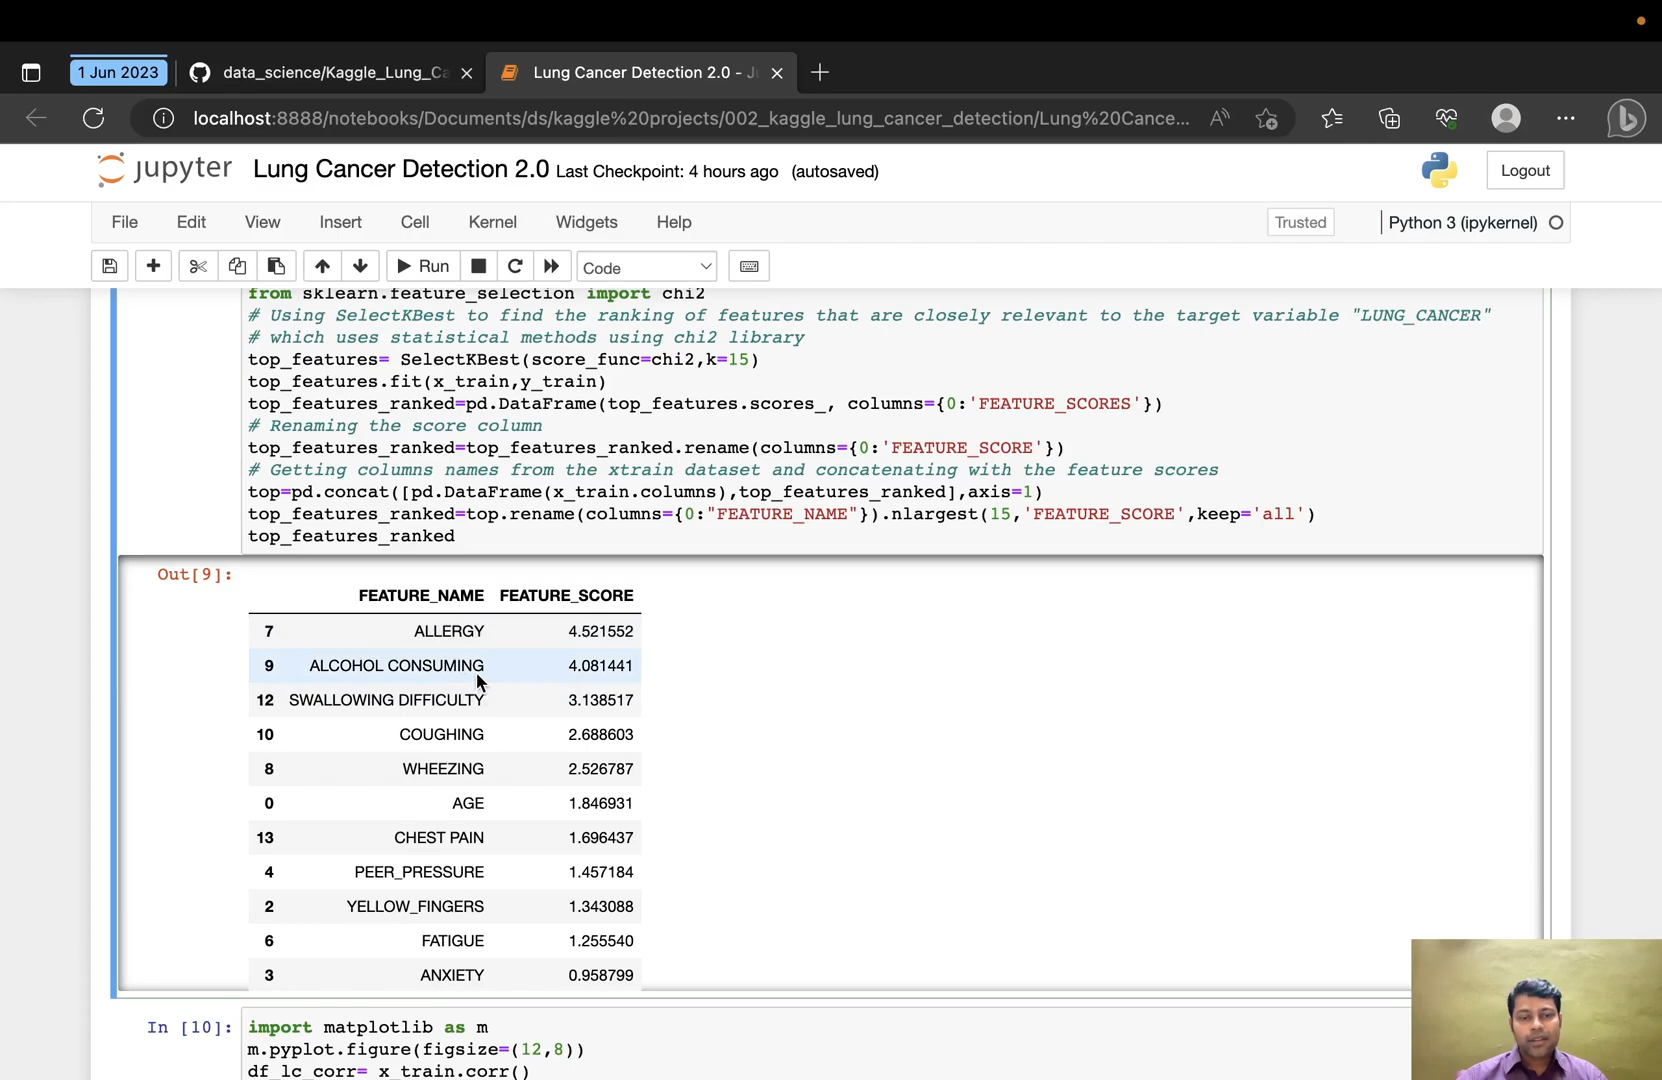 1 Jun 2023
data_science/Kaggle_Lung_Ca
Lung Cancer Detection 2.0 - Ju
localhost:8888/notebooks/Documents/ds/kaggle%20projects/002_kaggle_lung_cancer_detection/Lung%20Cance...
jupyter Lung Cancer Detection 2.0 Last Checkpoint: 4 hours ago (autosaved)
Logout
File Edit View Insert Cell Kernel Widgets Help
Trusted
Python 3 (ipykernel)
Run
Code
from sklearn.feature_selection import chi2
# Using SelectKBest to find the ranking of features that are closely relevant to the target variable "LUNG_CANCER"
# which uses statistical methods using chi2 library
top_features= SelectKBest(score_func=chi2,k=15)
top_features.fit(x_train,y_train)
top_features_ranked=pd.DataFrame(top_features.scores_, columns={0:'FEATURE_SCORES'})
# Renaming the score column
top_features_ranked=top_features_ranked.rename(columns={0:'FEATURE_SCORE'})
# Getting columns names from the xtrain dataset and concatenating with the feature scores
top=pd.concat([pd.DataFrame(x_train.columns),top_features_ranked],axis=1)
top_features_ranked=top.rename(columns={0:"FEATURE_NAME"}).nlargest(15,'FEATURE_SCORE',keep='all')
top_features_ranked
Out[9]:
FEATURE_NAME FEATURE_SCORE
7 ALLERGY 4.521552
9 ALCOHOL CONSUMING 4.081441
12 SWALLOWING DIFFICULTY 3.138517
10 COUGHING 2.688603
8 WHEEZING 2.526787
0 AGE 1.846931
13 CHEST PAIN 1.696437
4 PEER_PRESSURE 1.457184
2 YELLOW_FINGERS 1.343088
6 FATIGUE 1.255540
3 ANXIETY 0.958799
In [10]: import matplotlib as m
m.pyplot.figure(figsize=(12,8))
df_lc_corr= x_train.corr()